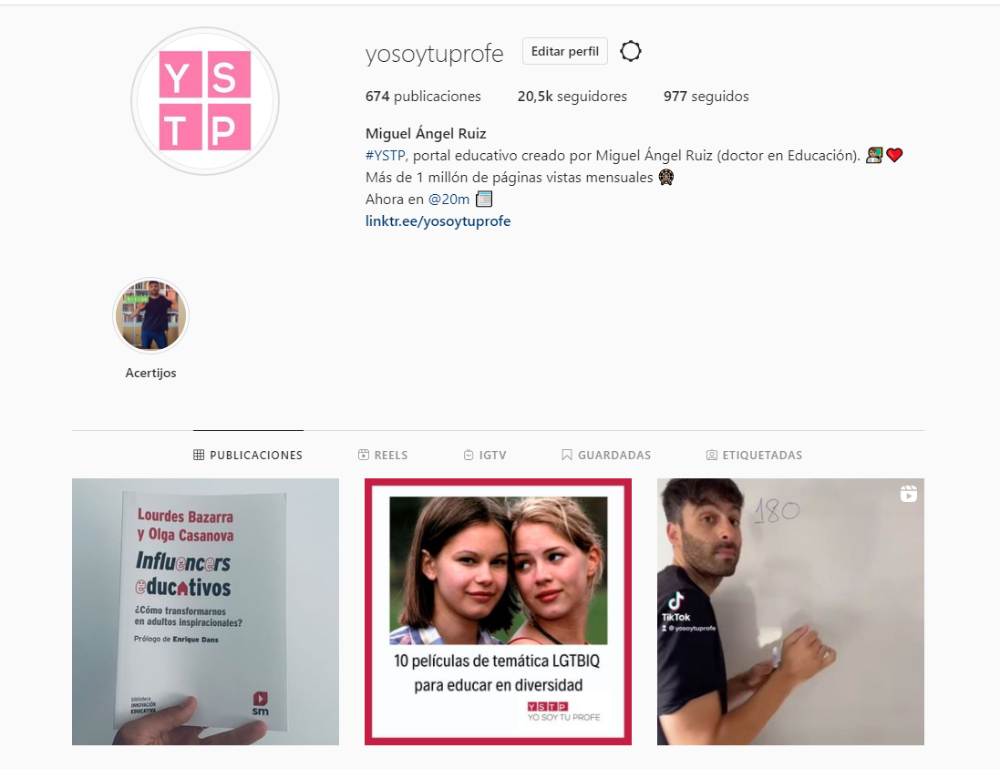 Y S
T P
yosoytuprofe
Editar perfil
674 publicaciones 20,5k seguidores 977 seguidos
Miguel Ángel Ruiz
#YSTP, portal educativo creado por Miguel Ángel Ruiz (doctor en Educación).
Más de 1 millón de páginas vistas mensuales
Ahora en @20m
linktr.ee/yosoytuprofe
Acertijos
PUBLICACIONES REELS IGTV GUARDADAS ETIQUETADAS
Lourdes Bazarra
y Olga Casanova
Influencers
educativos
¿Cómo transformarnos
en adultos inspiracionales?
Prólogo de Enrique Dans
biblioteca
INNOVACIÓN
EDUCATIVA
sm
10 películas de temática LGTBIQ
para educar en diversidad
YSTP
YO SOY TU PROFE
180
TikTok
@yosoytuprofe